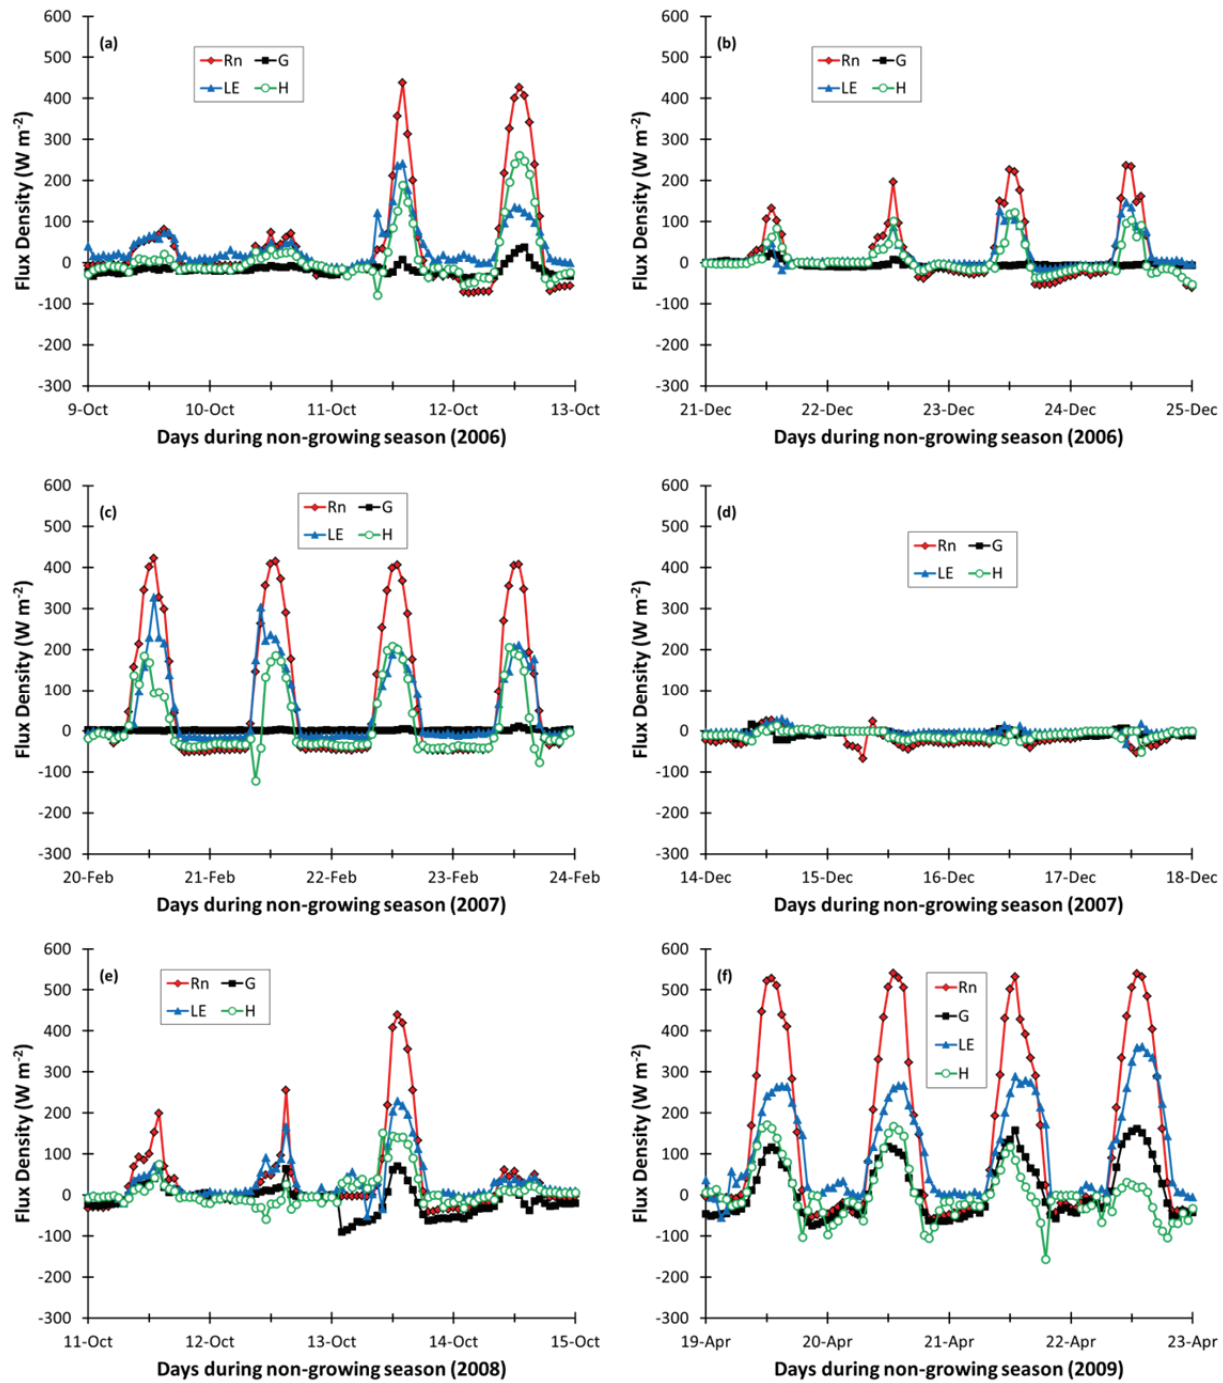 (a)
Rn G
LE H
Flux Density (W m-2)
600
500
400
300
200
100
0
-100
-200
-300
9-Oct 10-Oct 11-Oct 12-Oct 13-Oct
Days during non-growing season (2006)
(b)
Rn G
LE H
Flux Density (W m-2)
600
500
400
300
200
100
0
-100
-200
-300
21-Dec 22-Dec 23-Dec 24-Dec 25-Dec
Days during non-growing season (2006)
(c)
Rn G
LE H
Flux Density (W m-2)
600
500
400
300
200
100
0
-100
-200
-300
20-Feb 21-Feb 22-Feb 23-Feb 24-Feb
Days during non-growing season (2007)
(d)
Rn G
LE H
Flux Density (W m-2)
600
500
400
300
200
100
0
-100
-200
-300
14-Dec 15-Dec 16-Dec 17-Dec 18-Dec
Days during non-growing season (2007)
(e)
Rn G
LE H
Flux Density (W m-2)
600
500
400
300
200
100
0
-100
-200
-300
11-Oct 12-Oct 13-Oct 14-Oct 15-Oct
Days during non-growing season (2008)
(f)
Rn
G
LE
H
Flux Density (W m-2)
600
500
400
300
200
100
0
-100
-200
-300
19-Apr 20-Apr 21-Apr 22-Apr 23-Apr
Days during non-growing season (2009)